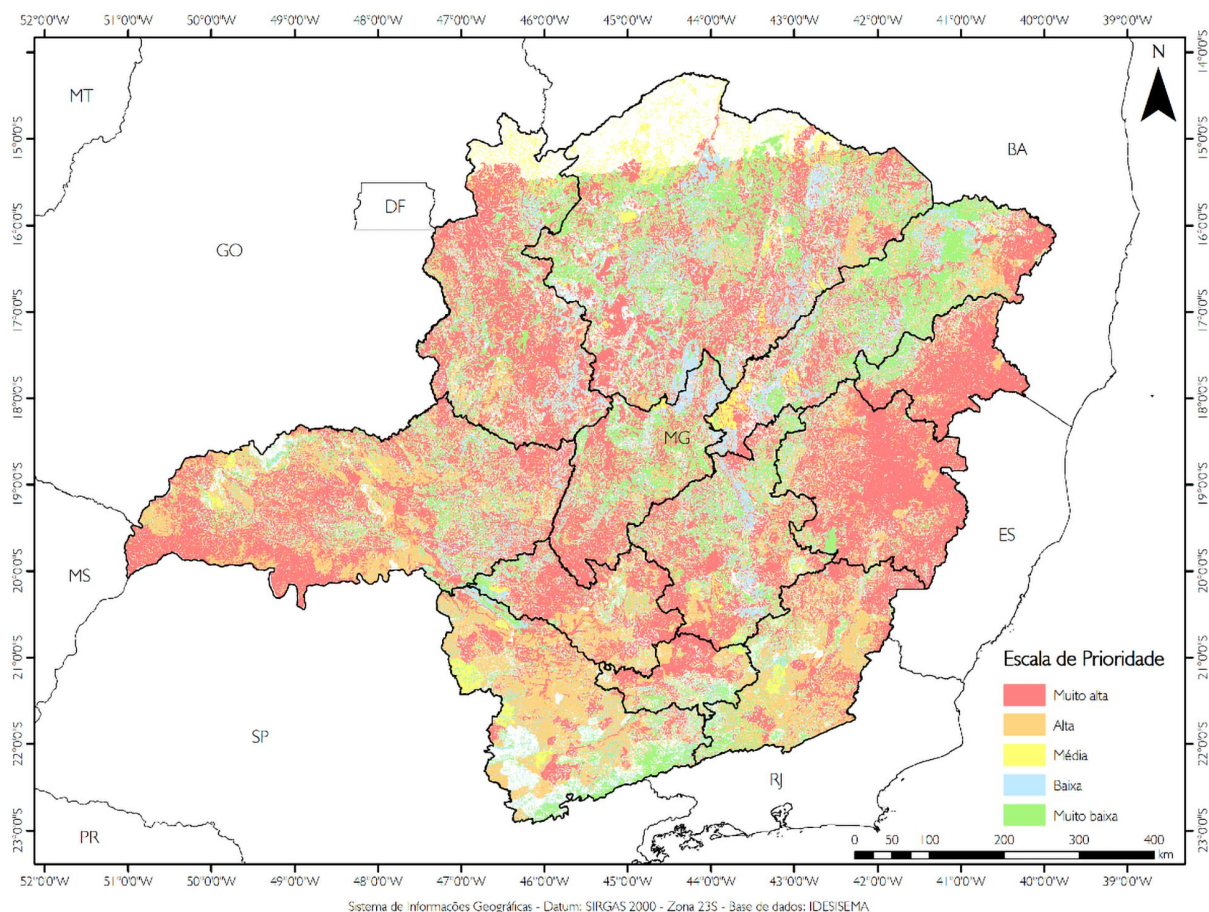 52°0'0"W 51°0'0"W 50°0'0"W 49°0'0"W 48°0'0"W 47°0'0"W 46°0'0"W 45°0'0"W 44°0'0"W 43°0'0"W 42°0'0"W 41°0'0"W 40°0'0"W 39°0'0"W
N
14°0'0"S
MT
15°0'0"S 15°0'0"S
BA
DF
16°0'0"S 16°0'0"S
GO
17°0'0"S 17°0'0"S
18°0'0"S 18°0'0"S
MG
19°0'0"S 19°0'0"S
ES
MS
20°0'0"S 20°0'0"S
21°0'0"S 21°0'0"S
Escala de Prioridade
Muito alta
Alta
Média
Baixa
Muito baixa
SP
22°0'0"S 22°0'0"S
RJ
PR
23°0'0"S 23°0'0"S
0 50 100 200 300 400
km
52°0'0"W 51°0'0"W 50°0'0"W 49°0'0"W 48°0'0"W 47°0'0"W 46°0'0"W 45°0'0"W 44°0'0"W 43°0'0"W 42°0'0"W 41°0'0"W 40°0'0"W 39°0'0"W
Sistema de Informações Geográficas - Datum: SIRGAS 2000 - Zona 23S - Base de dados: IDESISEMA